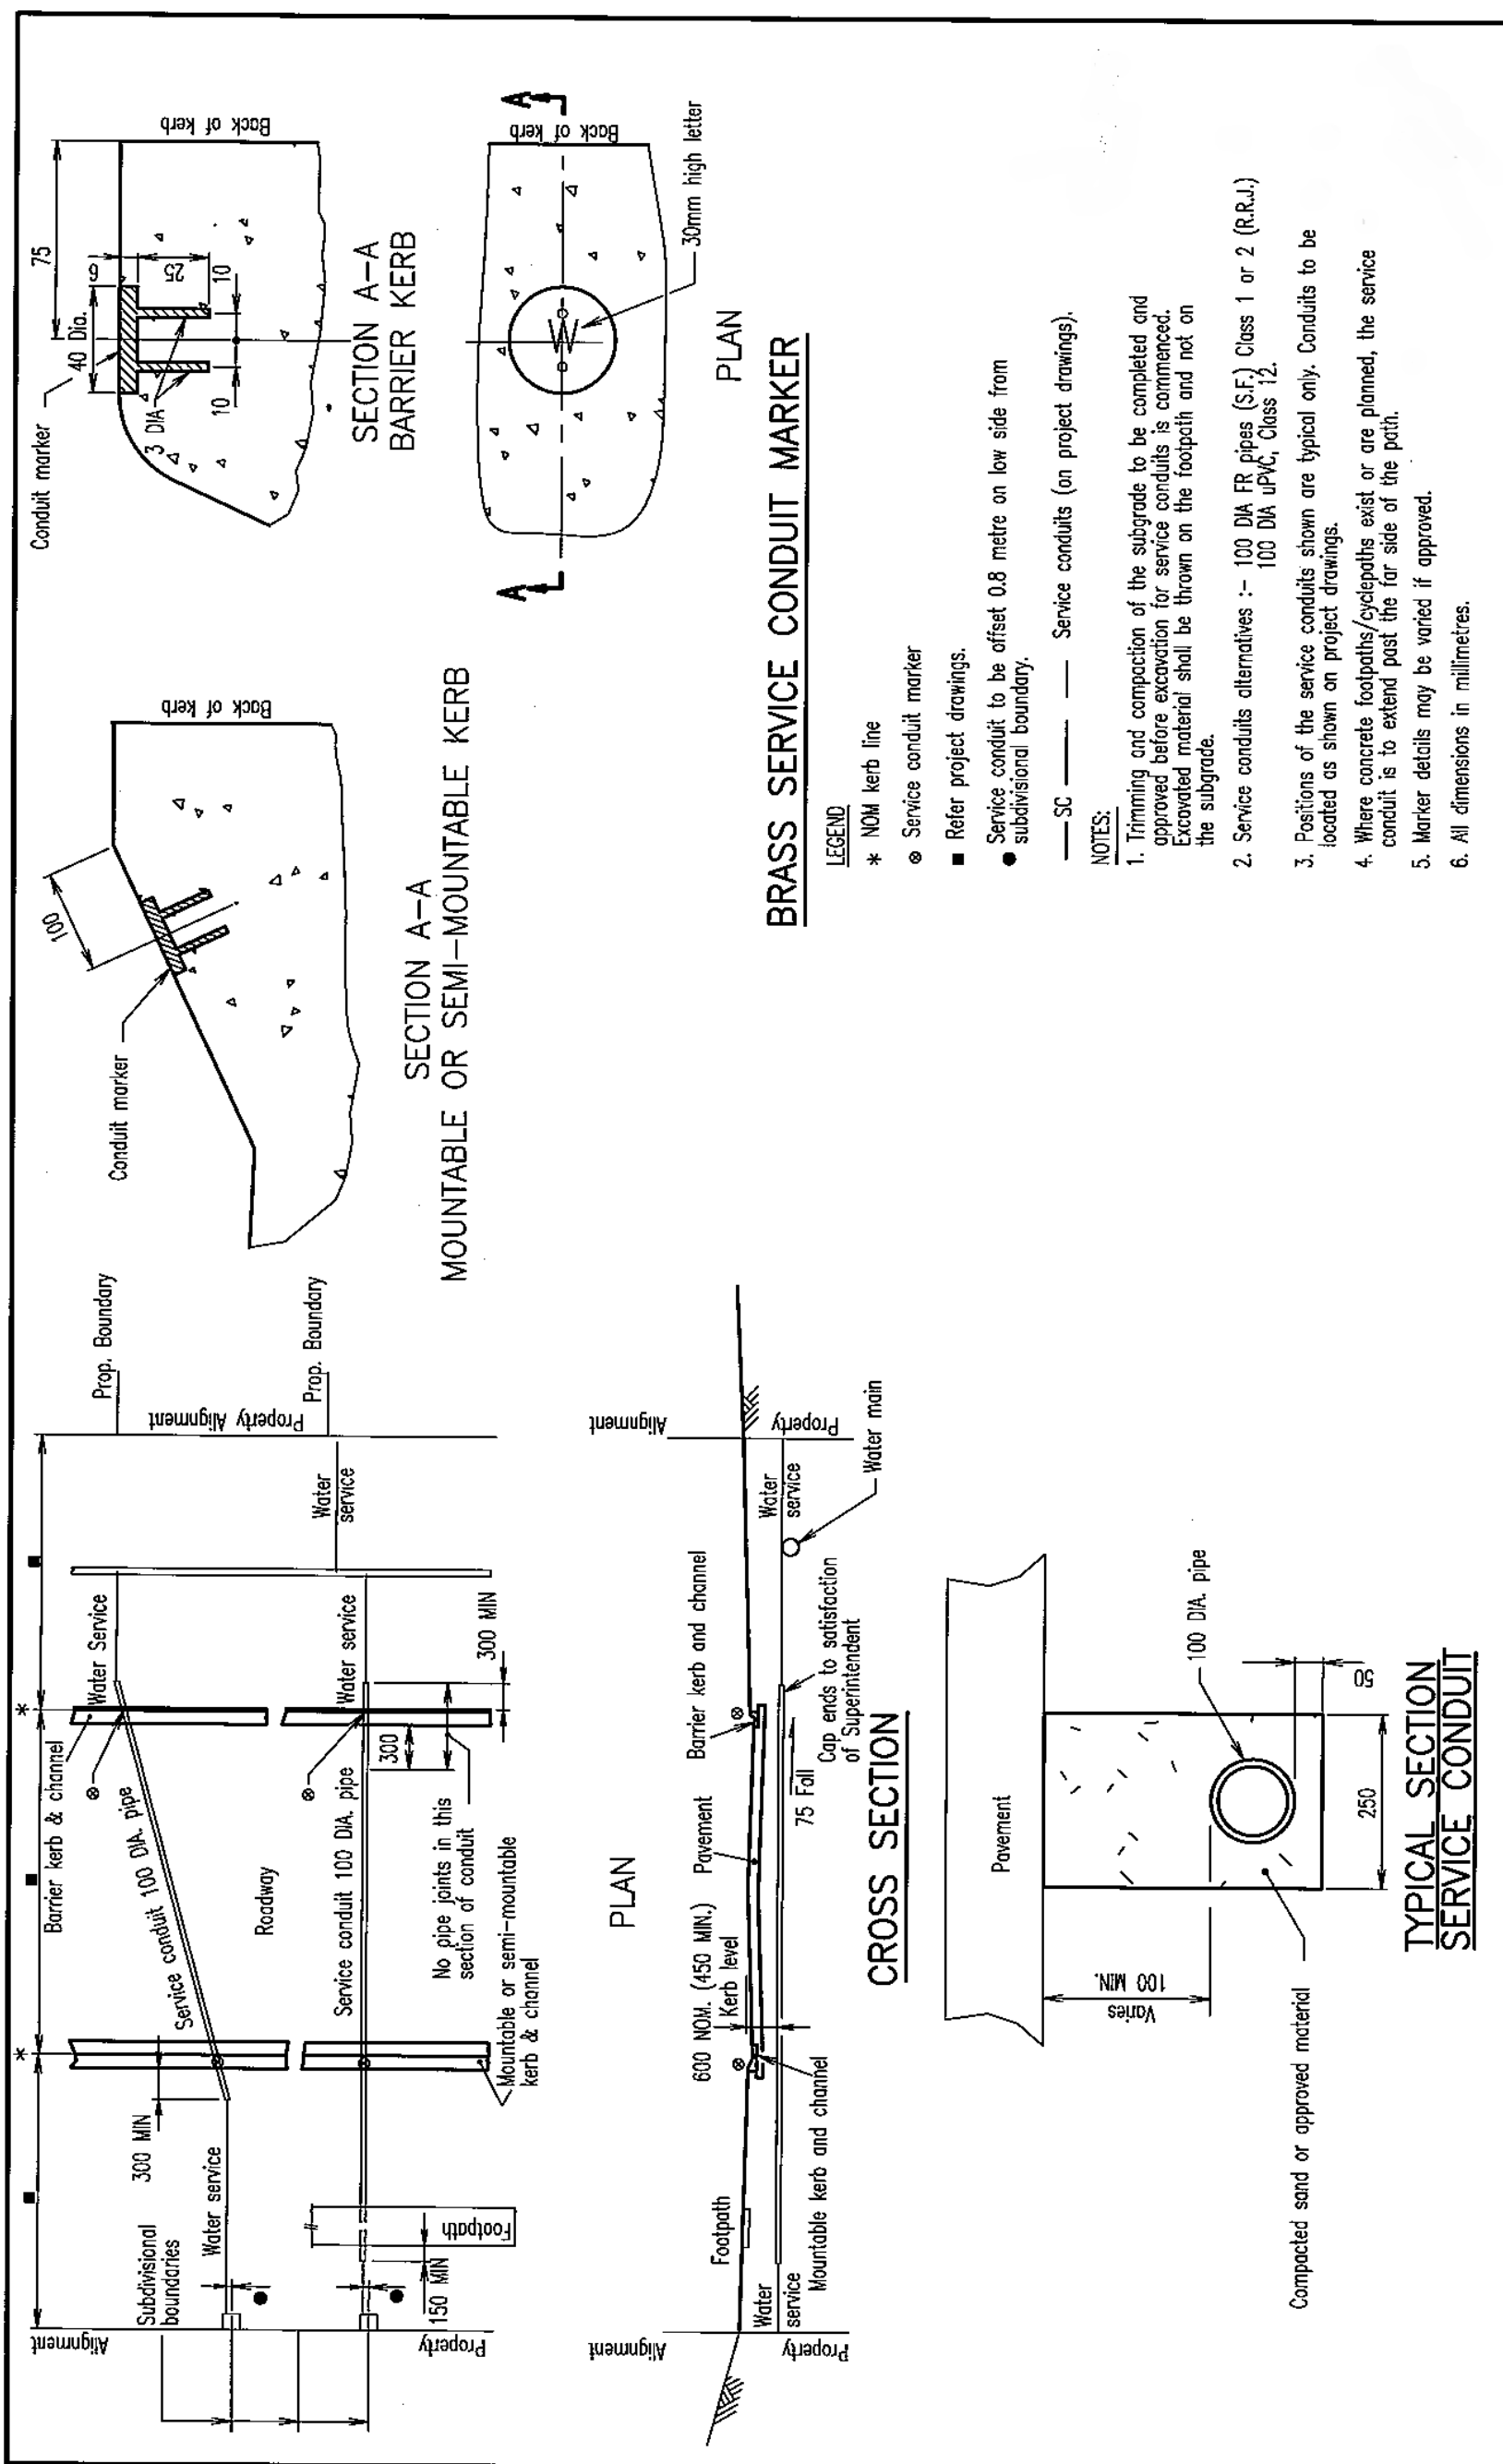 Alignment
Property
Subdivisional
boundaries
Water service
300 MIN
150 MIN
Footpath
Barrier kerb & channel
Service conduit 100 DIA. pipe
Roadway
Service conduit 100 DIA. pipe
No pipe joints in this
section of conduit
Mountable or semi-mountable
kerb & channel
300
300 MIN
Water Service
Water service
Water
service
Prop. Boundary
Prop. Boundary
Property Alignment
PLAN
Conduit marker
100
Back of kerb
SECTION A-A
MOUNTABLE OR SEMI-MOUNTABLE KERB
Conduit marker
75
40 Dia.
6
25
3 DIA
10
10
Back of kerb
SECTION A-A
BARRIER KERB
A
A
W
Back of kerb
30mm high letter
PLAN
BRASS SERVICE CONDUIT MARKER
Alignment
Property
Water
service
Footpath
Mountable kerb and channel
600 NOM. (450 MIN.)
Kerb level
Pavement
Barrier kerb and channel
75 Fall
Cap ends to satisfaction
of Superintendent
Water
service
Water main
Alignment
Property
CROSS SECTION
Pavement
Varies
100 MIN.
100 DIA. pipe
50
250
Compacted sand or approved material
TYPICAL SECTION
SERVICE CONDUIT
LEGEND
* NOM kerb line
⊗ Service conduit marker
■ Refer project drawings.
● Service conduit to be offset 0.8 metre on low side from
subdivisional boundary.
— SC — — Service conduits (on project drawings).
NOTES:
1. Trimming and compaction of the subgrade to be completed and
approved before excavation for service conduits is commenced.
Excavated material shall be thrown on the footpath and not on
the subgrade.
2. Service conduits alternatives :- 100 DIA FR pipes (S.F.) Class 1 or 2 (R.R.J.)
100 DIA uPVC, Class 12.
3. Positions of the service conduits shown are typical only. Conduits to be
located as shown on project drawings.
4. Where concrete footpaths/cyclepaths exist or are planned, the service
conduit is to extend past the far side of the path.
5. Marker details may be varied if approved.
6. All dimensions in millimetres.